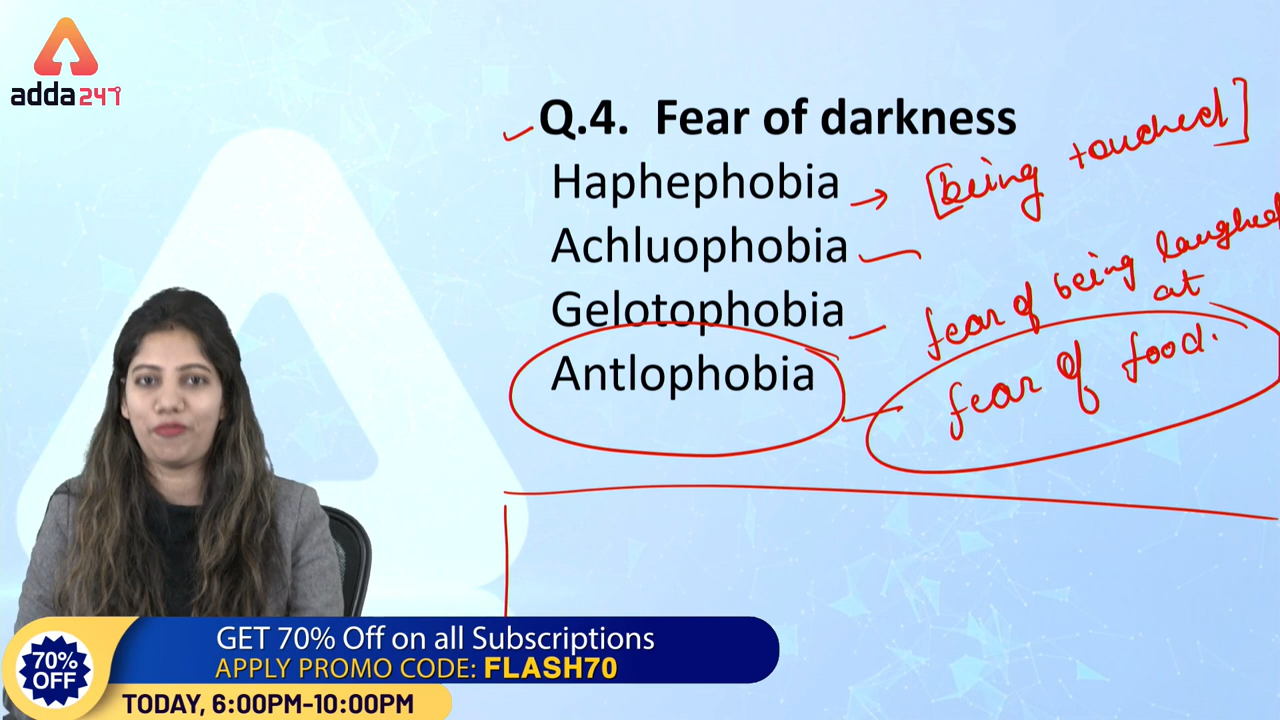 adda247
Q.4. Fear of darkness
Haphephobia
[being touched]
Achluophobia
Gelotophobia
fear of being laughed
at
Antlophobia
fear of food.
GET 70% Off on all Subscriptions
APPLY PROMO CODE: FLASH70
70%
OFF
TODAY, 6:00PM-10:00PM